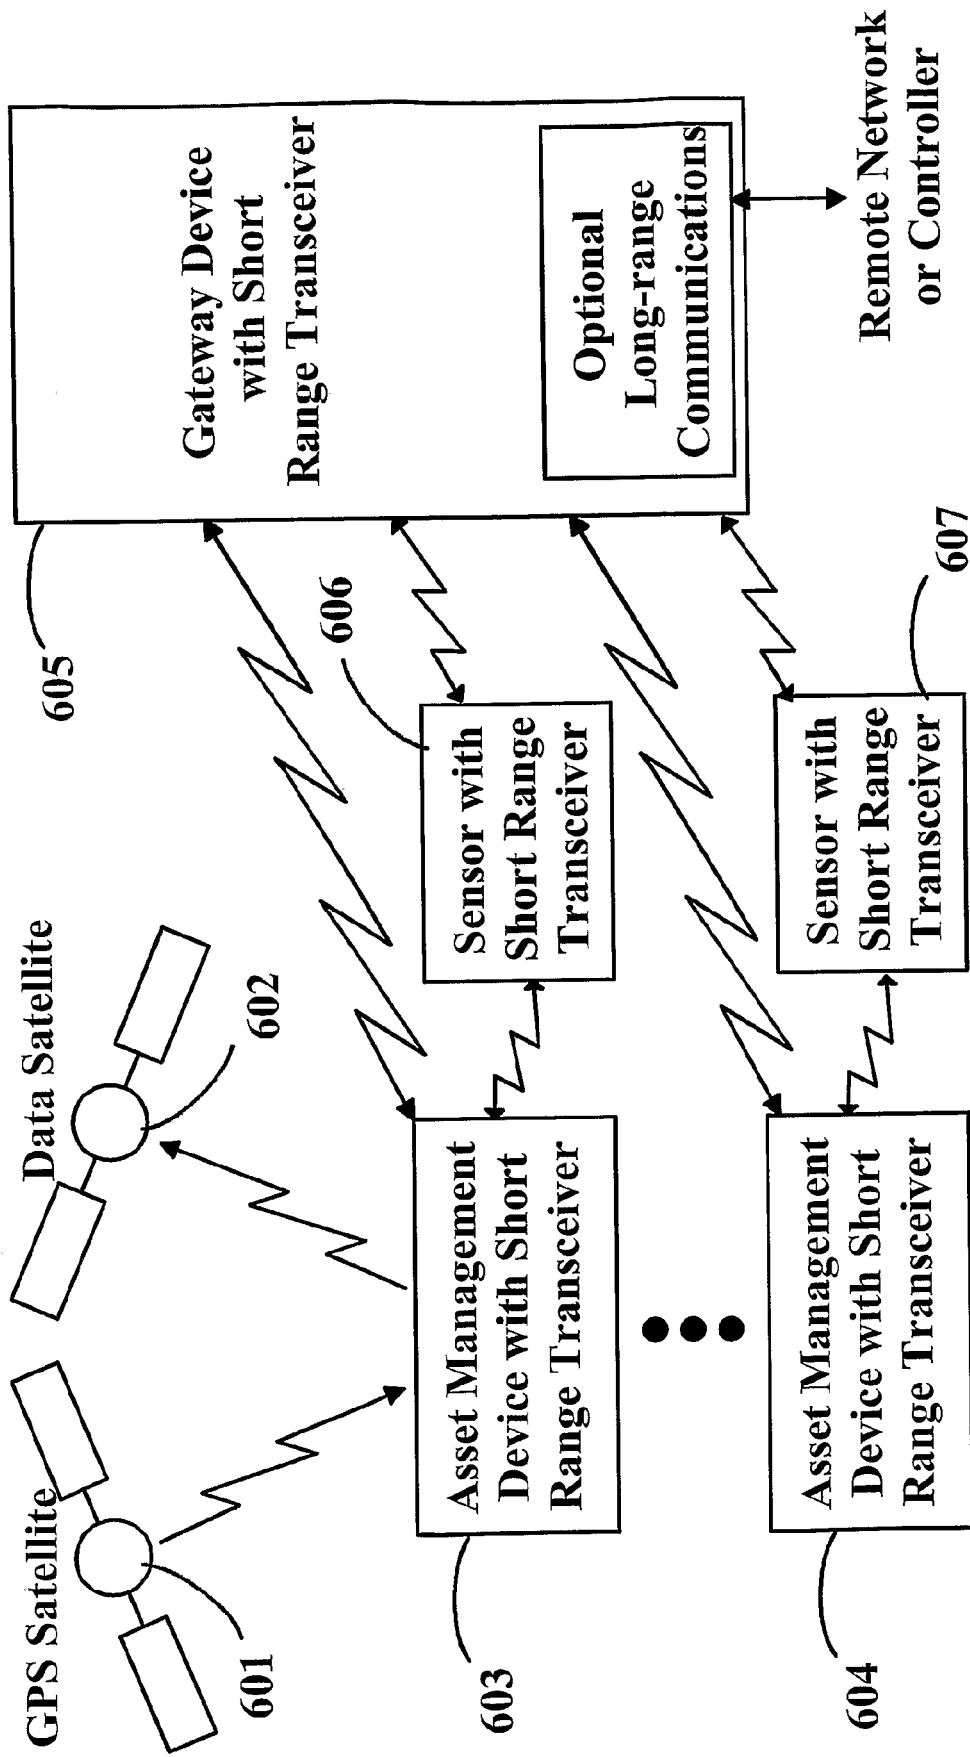 GPS Satellite
Data Satellite
601
602
605
Gateway Device
with Short
Range Transceiver
606
603
Asset Management
Device with Short
Range Transceiver
Sensor with
Short Range
Transceiver
Optional
Long-range
Communications
604
Asset Management
Device with Short
Range Transceiver
Sensor with
Short Range
Transceiver
607
Remote Network
or Controller